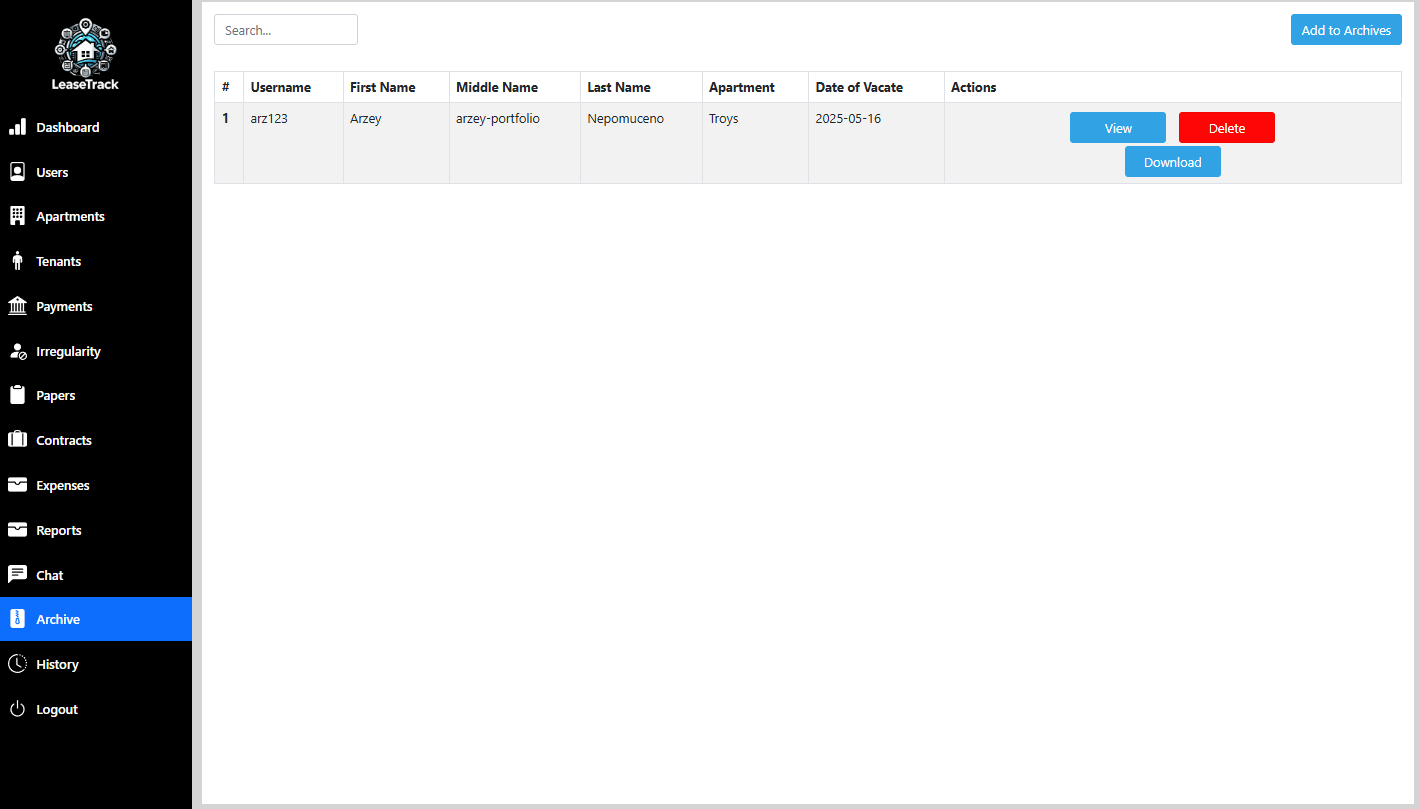 LeaseTrack
Dashboard
Users
Apartments
Tenants
Payments
Irregularity
Papers
Contracts
Expenses
Reports
Chat
Archive
History
Logout
Search...
Add to Archives
# Username First Name Middle Name Last Name Apartment Date of Vacate Actions
1 arz123 Arzey arzey-portfolio Nepomuceno Troys 2025-05-16 View Delete
Download